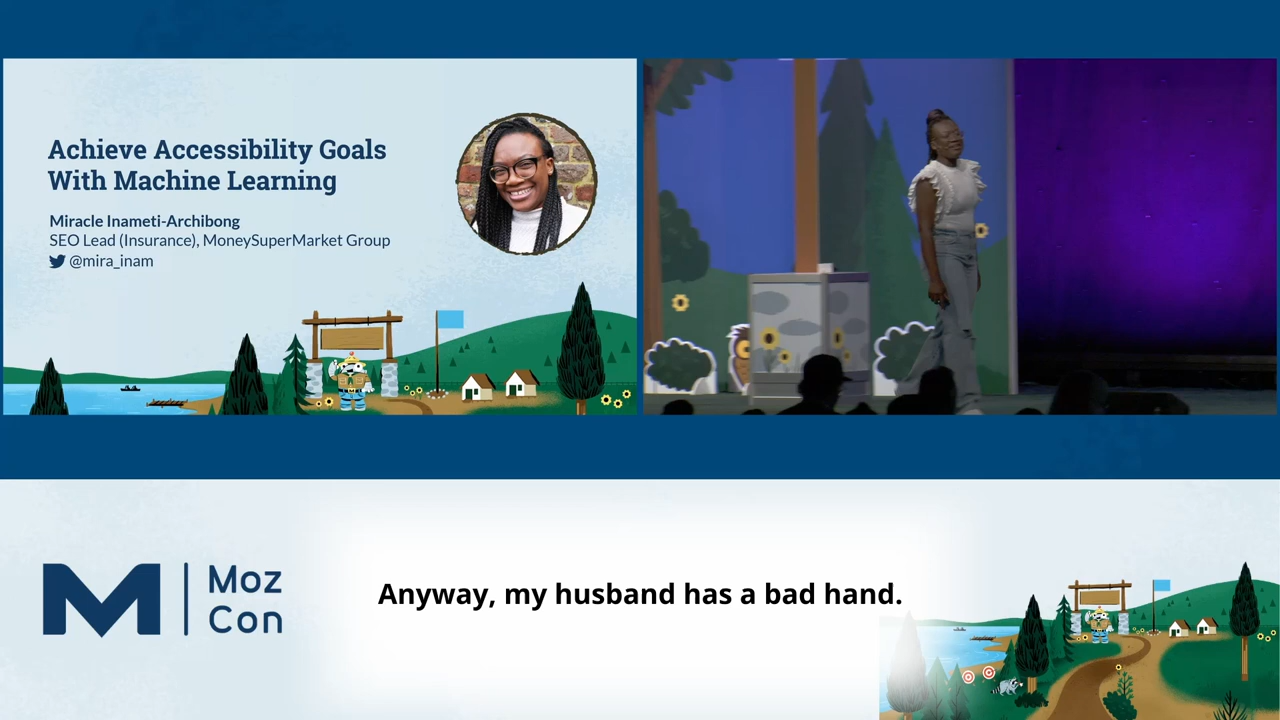 Achieve Accessibility Goals
With Machine Learning
Miracle Inameti-Archibong
SEO Lead (Insurance), MoneySuperMarket Group
@mira_inam
Moz
Con
Anyway, my husband has a bad hand.